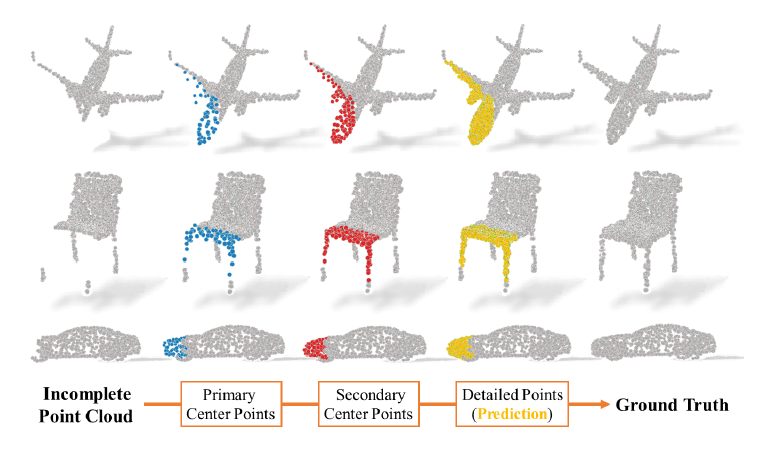 Incomplete
Point Cloud
Primary
Center Points
Secondary
Center Points
Detailed Points
(Prediction)
Ground Truth